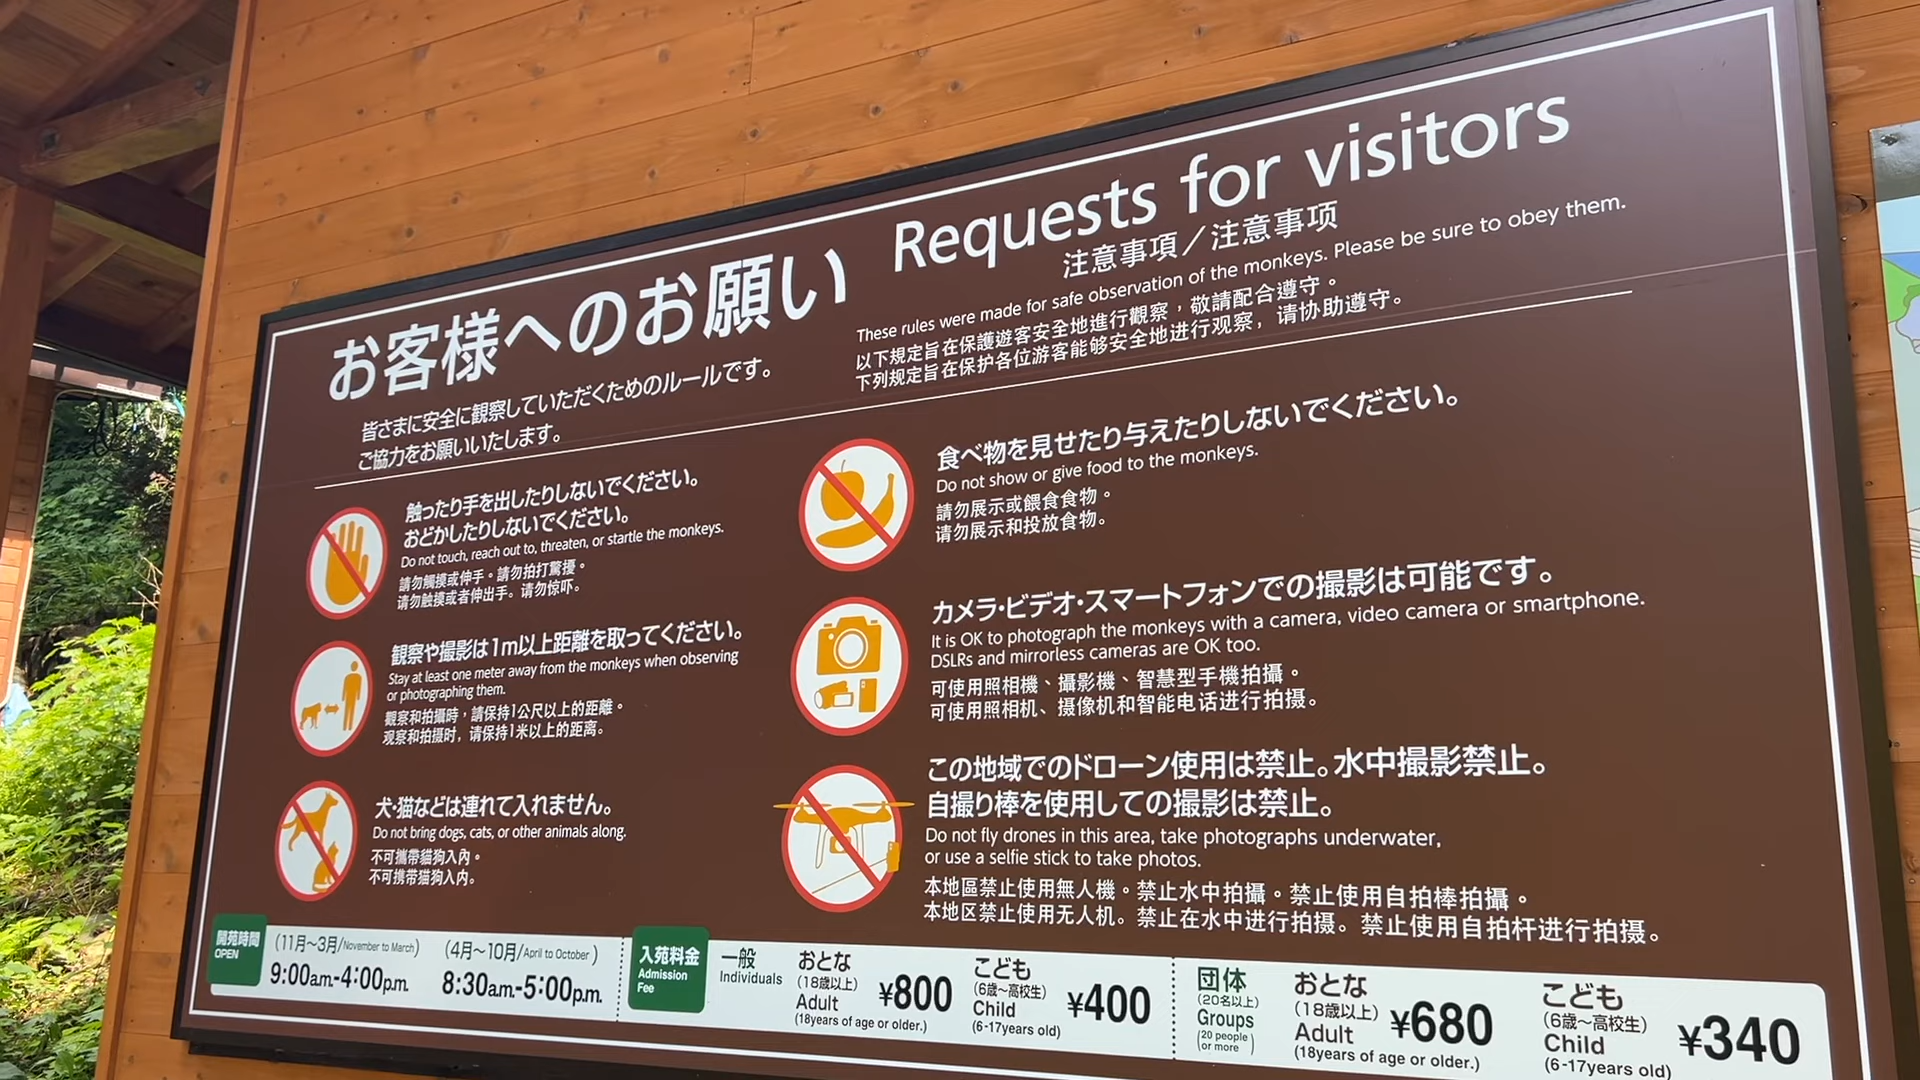 お客様へのお願い Requests for visitors
注意事項／注意事项
皆さまに安全に観察していただくためのルールです。
ご協力をお願いいたします。
These rules were made for safe observation of the monkeys. Please be sure to obey them.
以下規定旨在保護遊客安全地進行觀察，敬請配合遵守。
下列规定旨在保护各位游客能够安全地进行观察，请协助遵守。
触ったり手を出したりしないでください。
おどかしたりしないでください。
Do not touch, reach out to, threaten, or startle the monkeys.
請勿觸摸或伸手。請勿拍打驚擾。
请勿触摸或者伸出手。请勿惊吓。
観察や撮影は1m以上距離を取ってください。
Stay at least one meter away from the monkeys when observing
or photographing them.
觀察和拍攝時，請保持1公尺以上的距離。
观察和拍摄时，请保持1米以上的距离。
犬・猫などは連れて入れません。
Do not bring dogs, cats, or other animals along.
不可攜帶貓狗入內。
不可携带猫狗入内。
食べ物を見せたり与えたりしないでください。
Do not show or give food to the monkeys.
請勿展示或餵食食物。
请勿展示和投放食物。
カメラ・ビデオ・スマートフォンでの撮影は可能です。
It is OK to photograph the monkeys with a camera, video camera or smartphone.
DSLRs and mirrorless cameras are OK too.
可使用照相機、攝影機、智慧型手機拍攝。
可使用照相机、摄像机和智能电话进行拍摄。
この地域でのドローン使用は禁止。水中撮影禁止。
自撮り棒を使用しての撮影は禁止。
Do not fly drones in this area, take photographs underwater,
or use a selfie stick to take photos.
本地區禁止使用無人機。禁止水中拍攝。禁止使用自拍棒拍攝。
本地区禁止使用无人机。禁止在水中进行拍摄。禁止使用自拍杆进行拍摄。
開苑時間
OPEN
(11月～3月/November to March)
9:00a.m.-4:00p.m.
(4月～10月/April to October)
8:30a.m.-5:00p.m.
入苑料金
Admission
Fee
一般
Individuals
おとな
(18歳以上)
Adult
(18years of age or older.)
¥800
こども
(6歳～高校生)
Child
(6-17years old)
¥400
団体
(20名以上)
Groups
(20 people
or more)
おとな
(18歳以上)
Adult
(18years of age or older.)
¥680
こども
(6歳～高校生)
Child
(6-17years old)
¥340